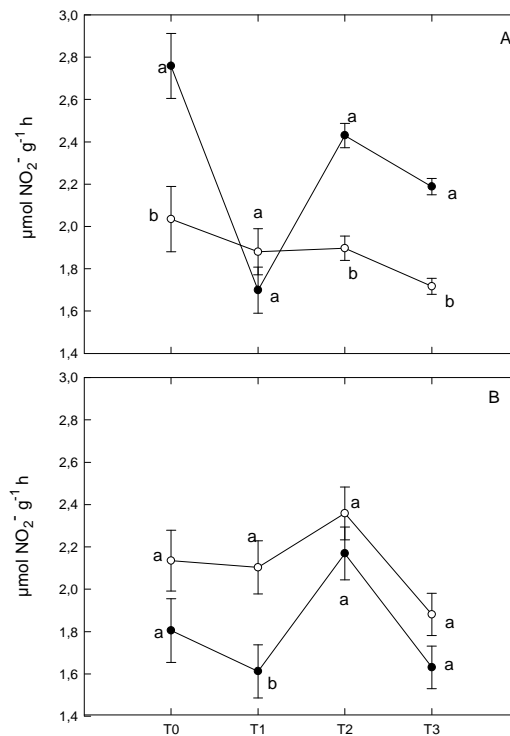 A
3,0
2,8
2,6
2,4
2,2
2,0
1,8
1,6
1,4
µmol NO₂⁻ g⁻¹ h
a
b
a
a
a
b
a
b
B
3,0
2,8
2,6
2,4
2,2
2,0
1,8
1,6
1,4
µmol NO₂⁻ g⁻¹ h
a
a
a
b
a
a
a
a
T0 T1 T2 T3